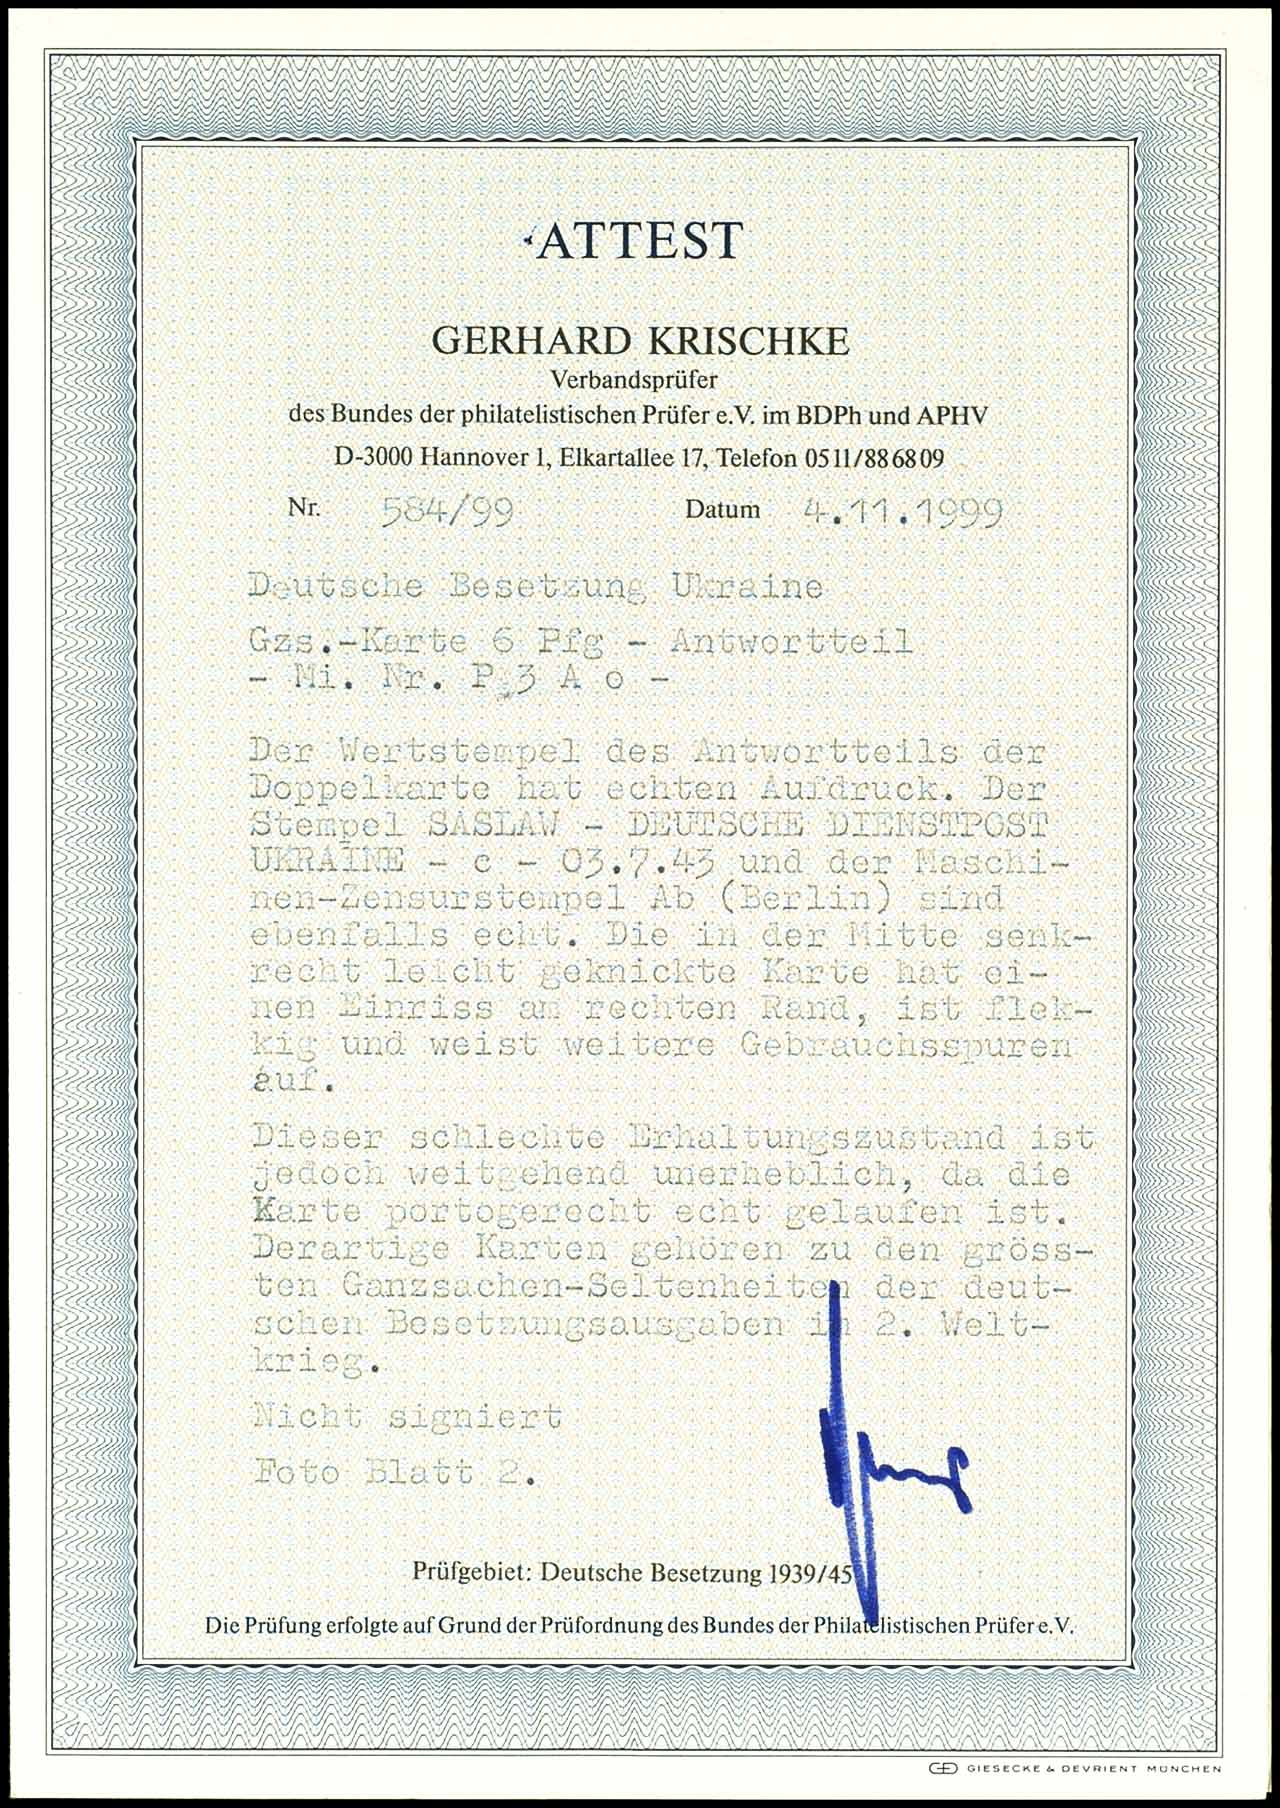 ATTEST
GERHARD KRISCHKE
Verbandsprüfer
des Bundes der philatelistischen Prüfer e.V. im BDPh und APHV
D-3000 Hannover 1, Elkartallee 17, Telefon 0511/886809
Nr. 584/99 Datum 4.11.1999
Deutsche Besetzung Ukraine
Gzs.-Karte 6 Pfg - Antwortteil
- Mi. Nr. P 3 A o -
Der Wertstempel des Antwortteils der
Doppelkarte hat echten Aufdruck. Der
Stempel SASLAW - DEUTSCHE DIENSTPOST
UKRAINE - c - 03.7.43 und der Maschi-
nen-Zensurstempel Ab (Berlin) sind
ebenfalls echt. Die in der Mitte senk-
recht leicht geknickte Karte hat ei-
nen Einriss am rechten Rand, ist flek-
kig und weist weitere Gebrauchsspuren
auf.
Dieser schlechte Erhaltungszustand ist
jedoch weitgehend unerheblich, da die
Karte portogerecht echt gelaufen ist.
Derartige Karten gehören zu den gröss-
ten Ganzsachen-Seltenheiten der deut-
schen Besetzungsausgaben im 2. Welt-
krieg.
Nicht signiert
Foto Blatt 2.
Prüfgebiet: Deutsche Besetzung 1939/45
Die Prüfung erfolgte auf Grund der Prüfordnung des Bundes der Philatelistischen Prüfer e.V.
GIESECKE & DEVRIENT MÜNCHEN